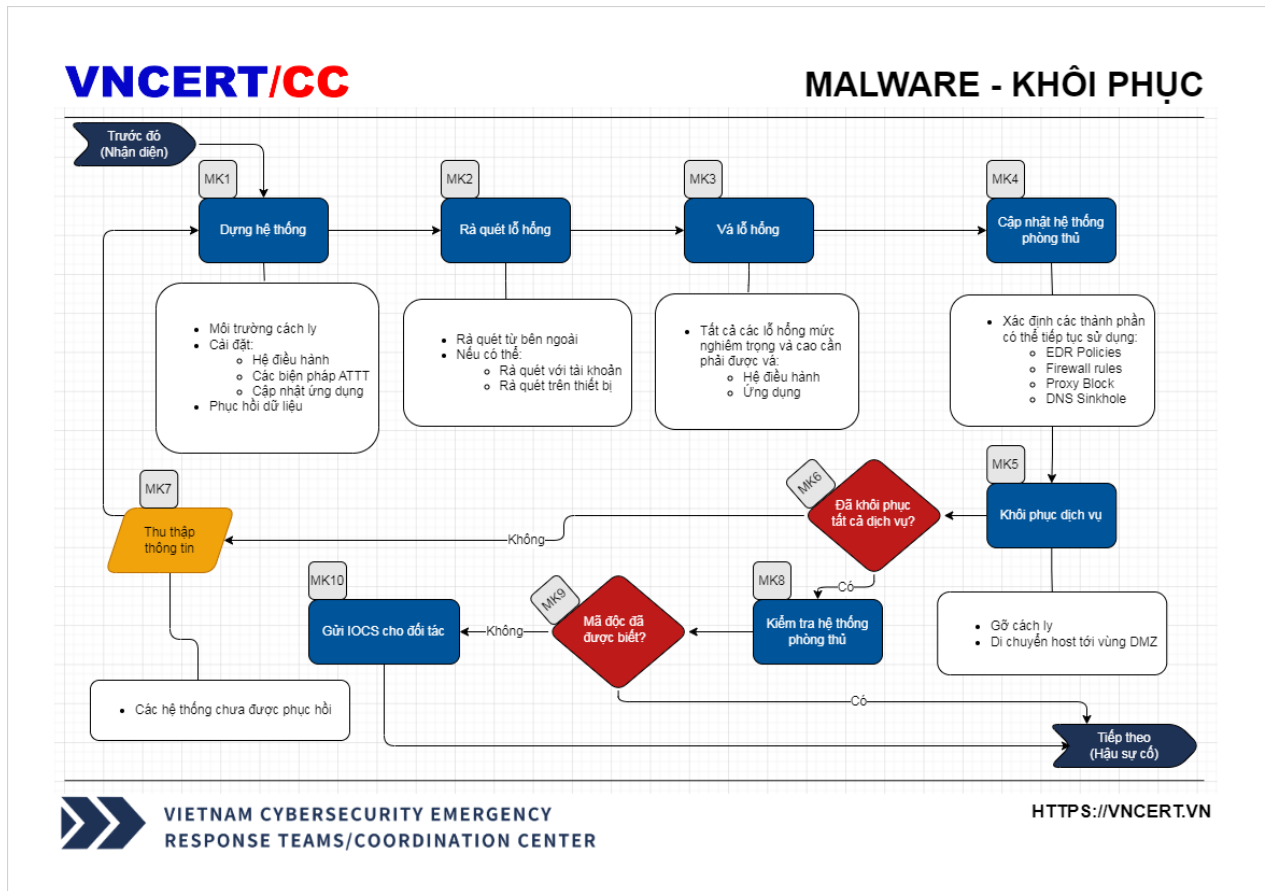 VNCERT/CC
MALWARE - KHÔI PHỤC
Trước đó
(Nhận diện)
MK1
Dựng hệ thống
MK2
Rà quét lỗ hổng
MK3
Vá lỗ hổng
MK4
Cập nhật hệ thống
phòng thủ
Môi trường cách ly
Cài đặt:
Hệ điều hành
Các biện pháp ATTT
Cập nhật ứng dụng
Phục hồi dữ liệu
Rà quét từ bên ngoài
Nếu có thể:
Rà quét với tài khoản
Rà quét trên thiết bị
Tất cả các lỗ hổng mức
nghiêm trọng và cao cần
phải được vá:
Hệ điều hành
Ứng dụng
Xác định các thành phần
có thể tiếp tục sử dụng:
EDR Policies
Firewall rules
Proxy Block
DNS Sinkhole
MK5
Khôi phục dịch vụ
MK6
Đã khôi phục
tất cả dịch vụ?
MK7
Thu thập
thông tin
Không
Có
MK8
Kiểm tra hệ thống
phòng thủ
MK9
Mã độc đã
được biết?
Không
MK10
Gửi IOCS cho đối tác
Gỡ cách ly
Di chuyển host tới vùng DMZ
Các hệ thống chưa được phục hồi
Có
Tiếp theo
(Hậu sự cố)
VIETNAM CYBERSECURITY EMERGENCY
RESPONSE TEAMS/COORDINATION CENTER
HTTPS://VNCERT.VN